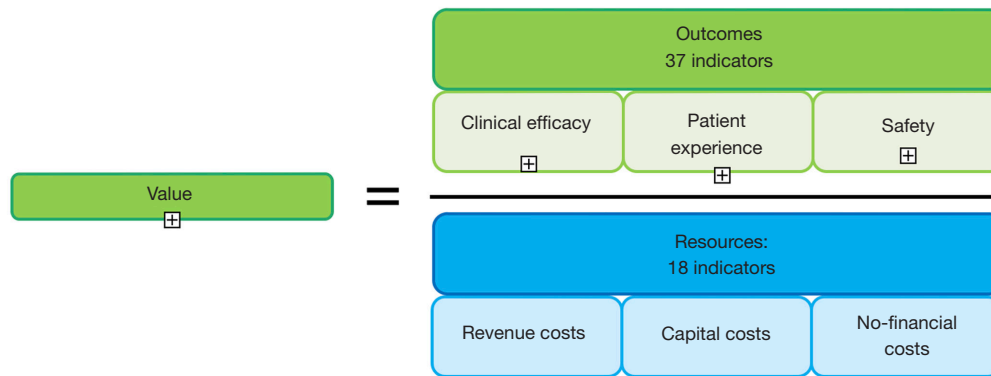 Outcomes
37 indicators
Clinical efficacy
Patient
experience
Safety
Value
=
Resources:
18 indicators
Revenue costs
Capital costs
No-financial
costs